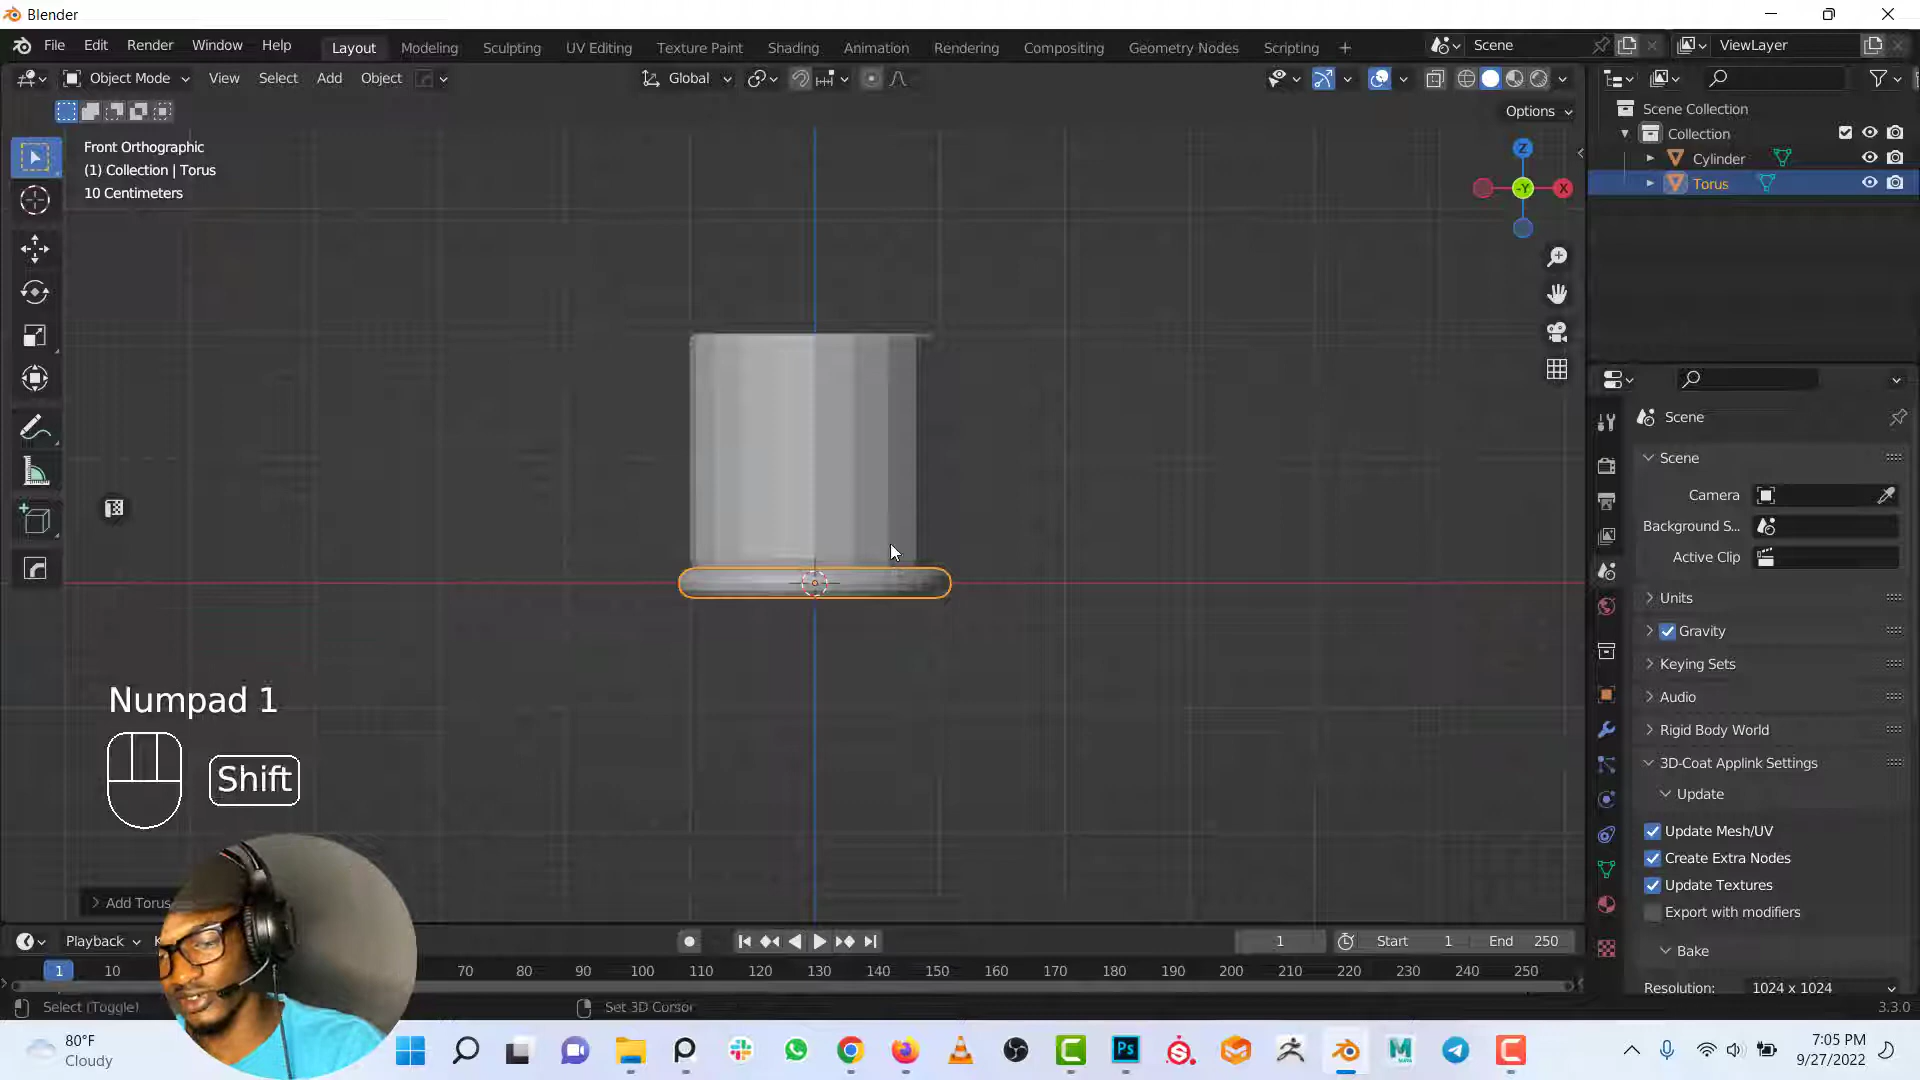 Blender
File Edit Render Window Help Layout Modeling Sculpting UV Editing Texture Paint Shading Animation Rendering Compositing Geometry Nodes Scripting + Scene ViewLayer
Object Mode View Select Add Object Global
Options
Front Orthographic
(1) Collection | Torus
10 Centimeters
Z
-Y X
Scene Collection
Collection
Cylinder
Torus
Scene
Scene
Camera
Background S...
Active Clip
Units
Gravity
Keying Sets
Audio
Rigid Body World
3D-Coat Applink Settings
Update
Update Mesh/UV
Create Extra Nodes
Update Textures
Export with modifiers
Bake
Resolution: 1024 x 1024
Numpad 1
Shift
Add Torus
Playback 1 Start 1 End 250
1 10 70 80 90 100 110 120 130 140 150 160 170 180 190 200 210 220 230 240 250
Select (Toggle) Set 3D Cursor 3.3.0
80°F
Cloudy
Ps
7:05 PM
9/27/2022